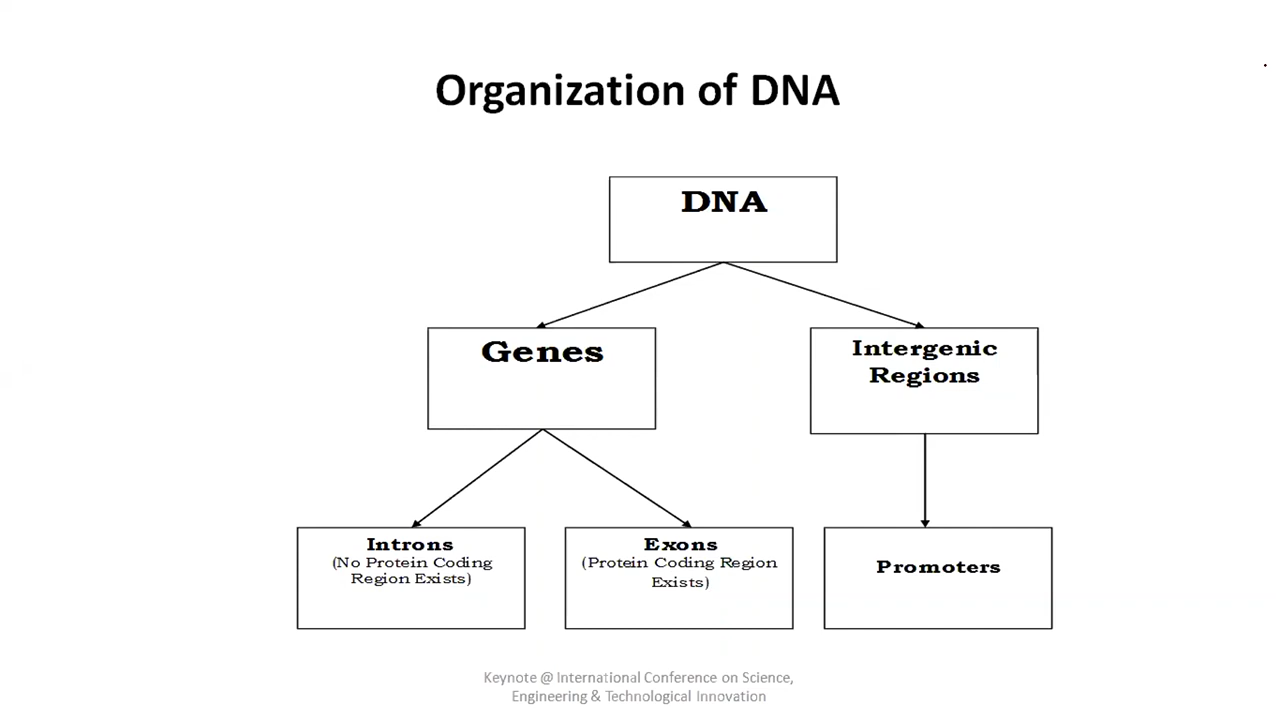 Organization of DNA
DNA
Genes
Intergenic
Regions
Introns
(No Protein Coding
Region Exists)
Exons
(Protein Coding Region
Exists)
Promoters
Keynote @ International Conference on Science,
Engineering & Technological Innovation